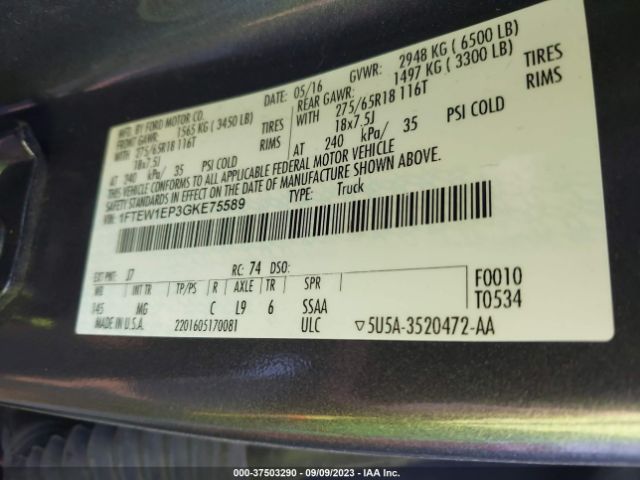 MFG. BY FORD MOTOR CO. DATE: 05/16 GVWR: 2948 KG ( 6500 LB)
FRONT GAWR: 1565 KG ( 3450 LB) REAR GAWR: 1497 KG ( 3300 LB)
WITH 275/65R18 116T TIRES WITH 275/65R18 116T TIRES
18x7.5J RIMS 18x7.5J RIMS
AT 240 kPa/ 35 PSI COLD AT 240 kPa/ 35 PSI COLD
THIS VEHICLE CONFORMS TO ALL APPLICABLE FEDERAL MOTOR VEHICLE
SAFETY STANDARDS IN EFFECT ON THE DATE OF MANUFACTURE SHOWN ABOVE.
VIN: 1FTEW1EP3GKE75589 TYPE: Truck
EXT PNT: J7 RC: 74 DSO:
WB INT TR TP/PS R AXLE TR SPR F0010
145 MG C L9 6 SSAA T0534
MADE IN U.S.A. 2201605170081 ULC ▽5U5A-3520472-AA
000-37503290 - 09/09/2023 - IAA Inc.